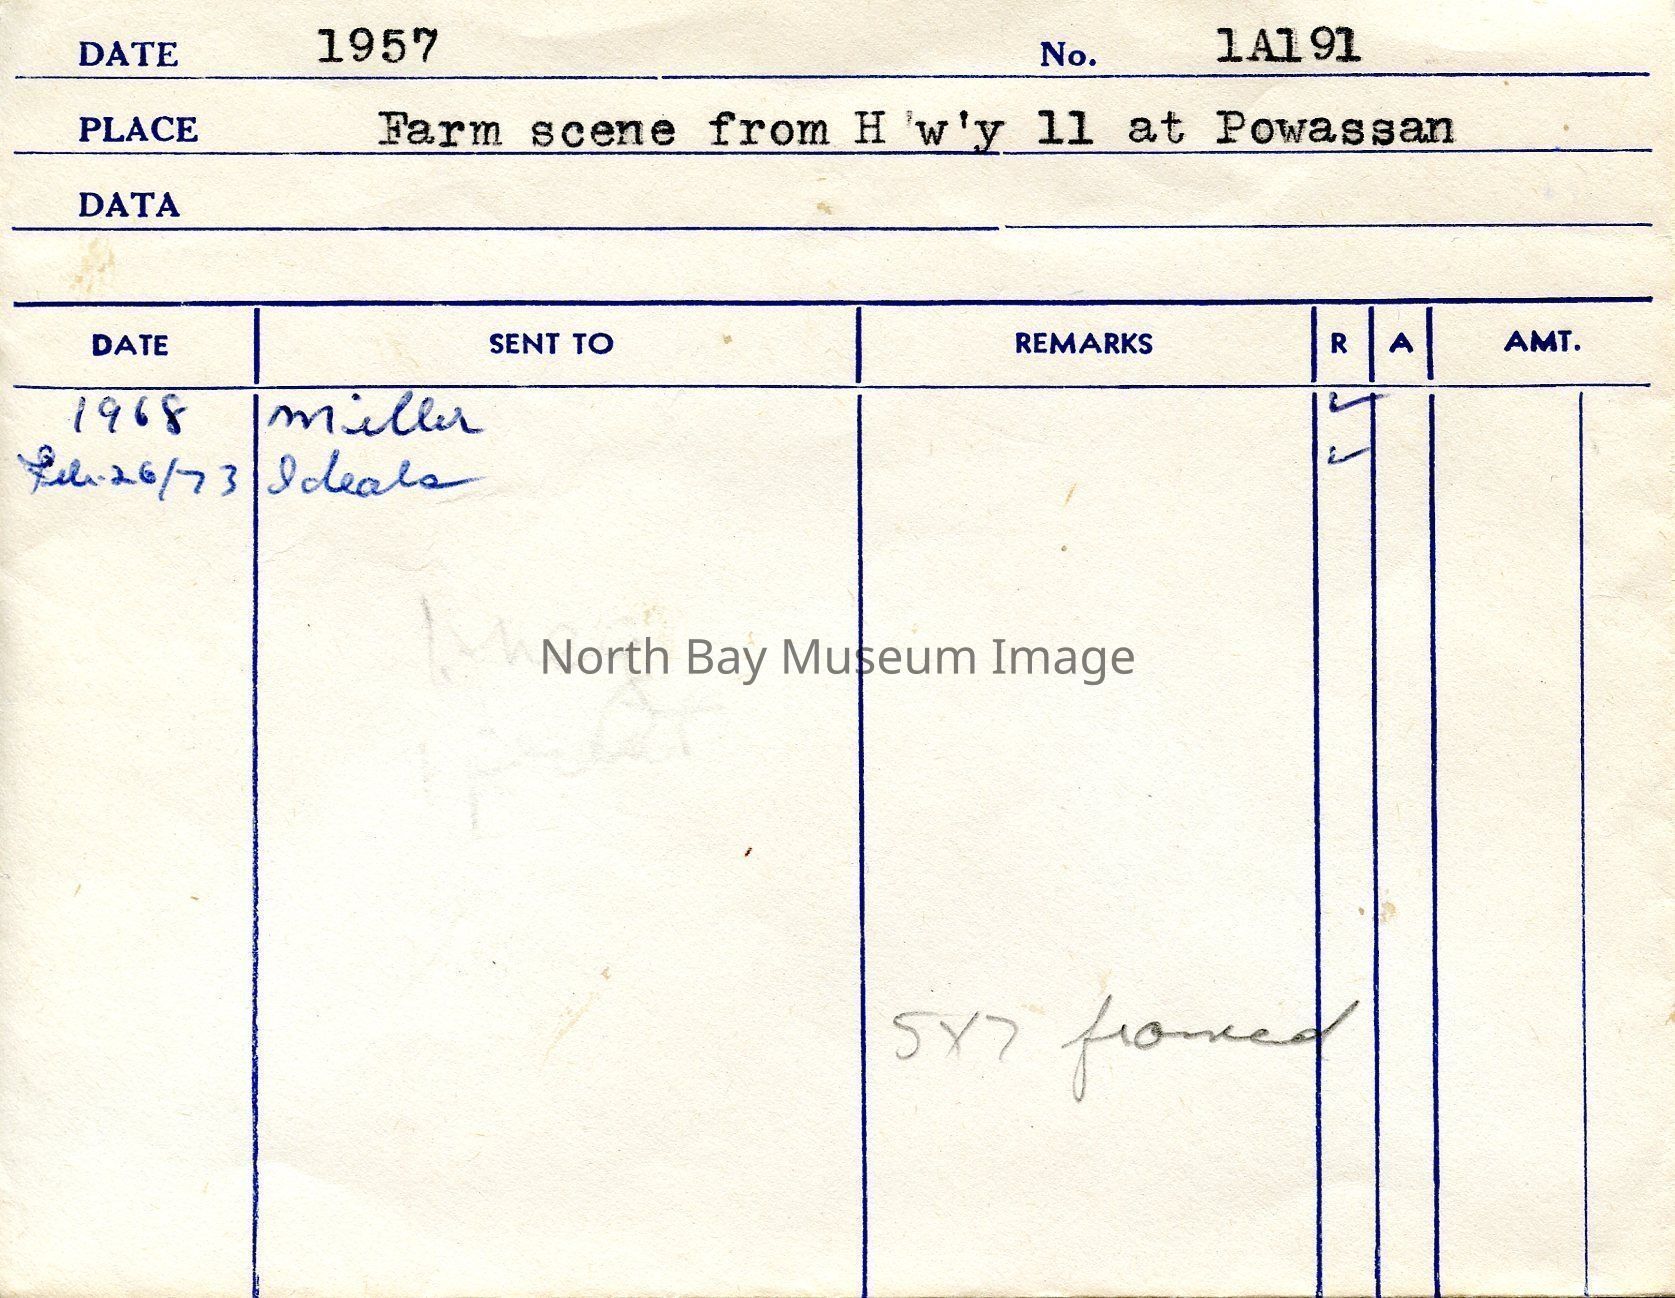 DATE 1957 No. 1A191
PLACE Farm scene from H'w'y 11 at Powassan
DATA
DATE SENT TO REMARKS R A AMT.
1968 Miller ✓
Feb. 26/73 Ideals ✓
North Bay Museum Image
5X7 framed